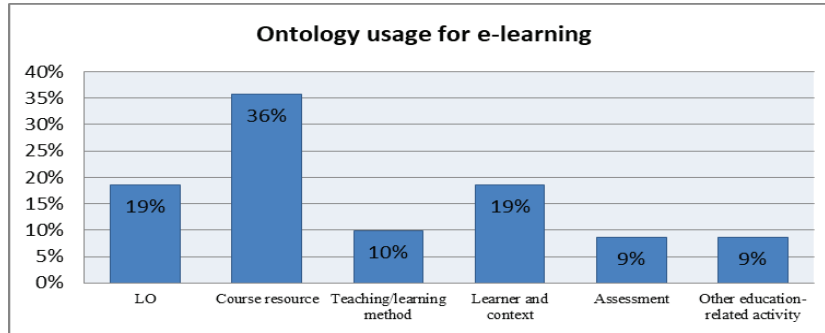 Ontology usage for e-learning
40%
35%
30%
25%
20%
15%
10%
5%
0%
19%
36%
10%
19%
9%
9%
LO
Course resource
Teaching/learning
method
Learner and
context
Assessment
Other education-
related activity